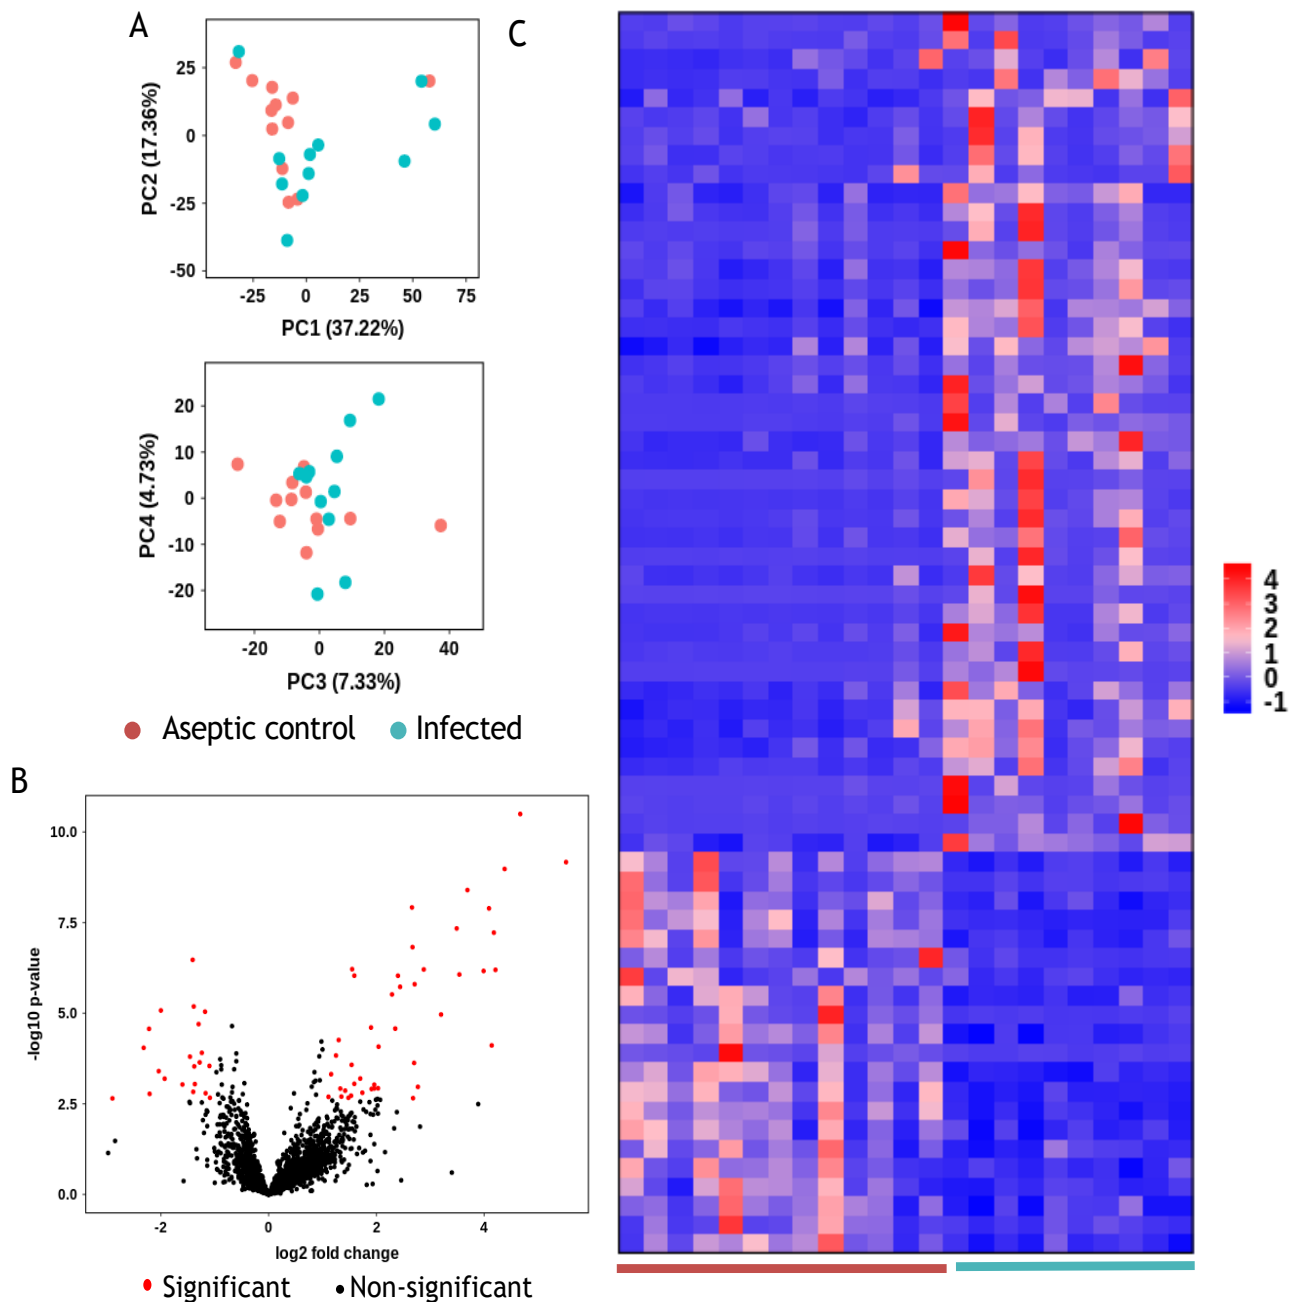 A
25
0
-25
-50
PC2 (17.36%)
-25 0 25 50 75
PC1 (37.22%)
20
10
0
-10
-20
PC4 (4.73%)
-20 0 20 40
PC3 (7.33%)
Aseptic control Infected
B
10.0
7.5
5.0
2.5
0.0
-log10 p-value
-2 0 2 4
log2 fold change
Significant Non-significant
C
4
3
2
1
0
-1